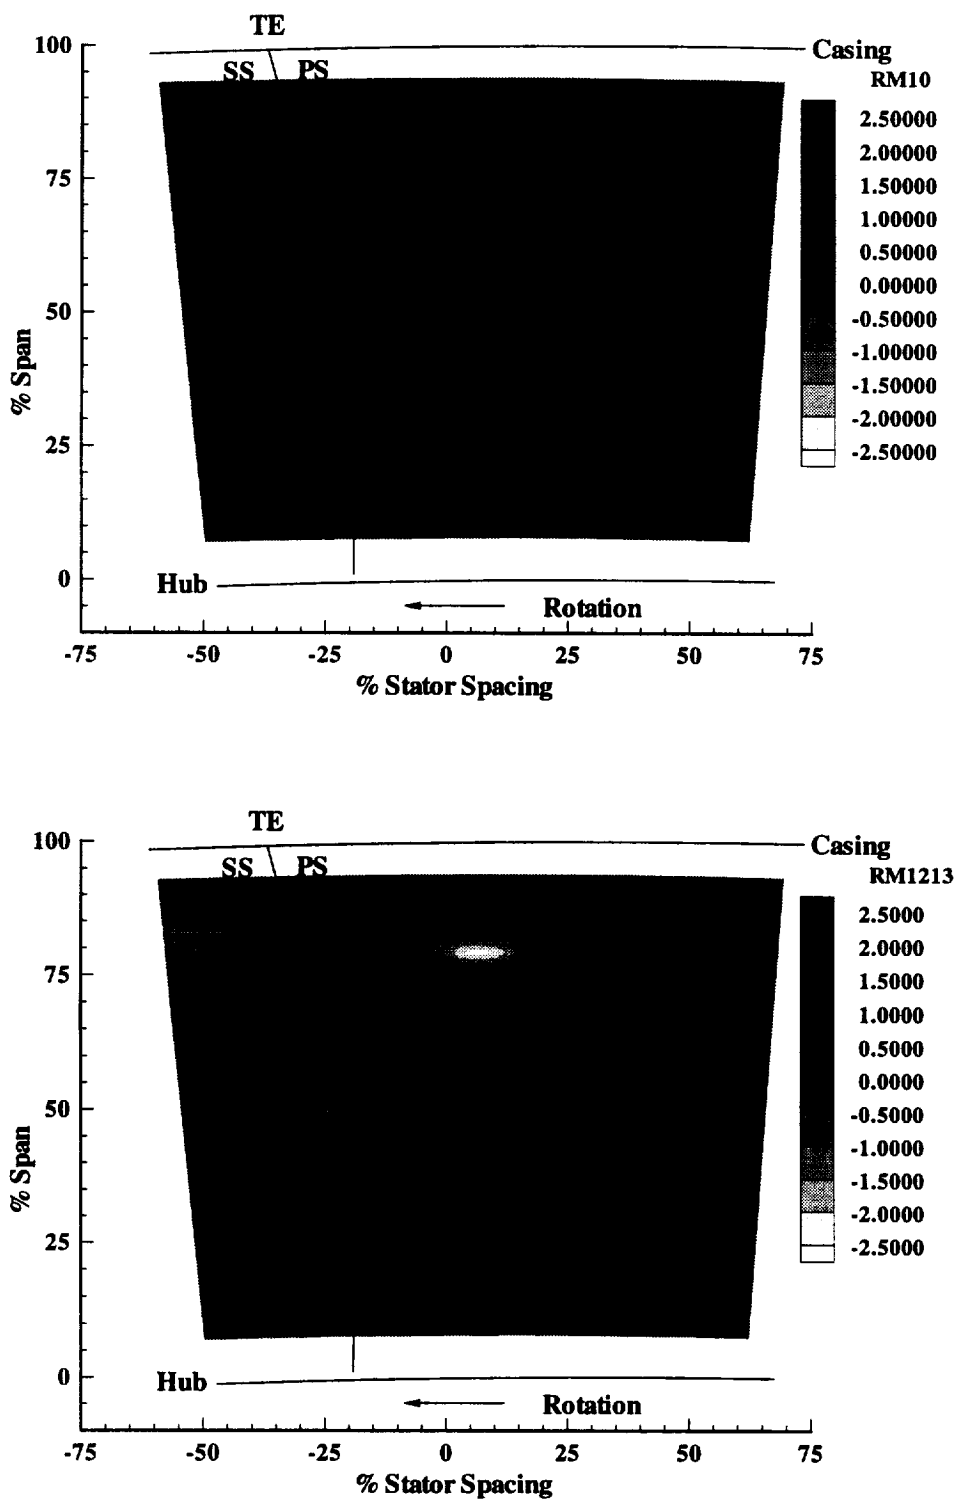 TE
100
Casing
SS PS
RM10
2.50000
2.00000
75
1.50000
1.00000
0.50000
0.00000
50
-0.50000
-1.00000
% Span
-1.50000
-2.00000
25
-2.50000
0
Hub
Rotation
-75 -50 -25 0 25 50 75
% Stator Spacing
TE
100
Casing
SS PS
RM1213
2.5000
2.0000
75
1.5000
1.0000
0.5000
0.0000
50
-0.5000
-1.0000
% Span
-1.5000
-2.0000
25
-2.5000
0
Hub
Rotation
-75 -50 -25 0 25 50 75
% Stator Spacing